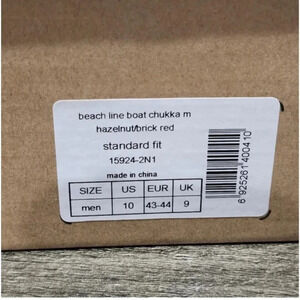 beach line boat chukka m
hazelnut/brick red
standard fit
15924-2N1
made in china
SIZE US EUR UK
men 10 43-44 9
6 925261 400410